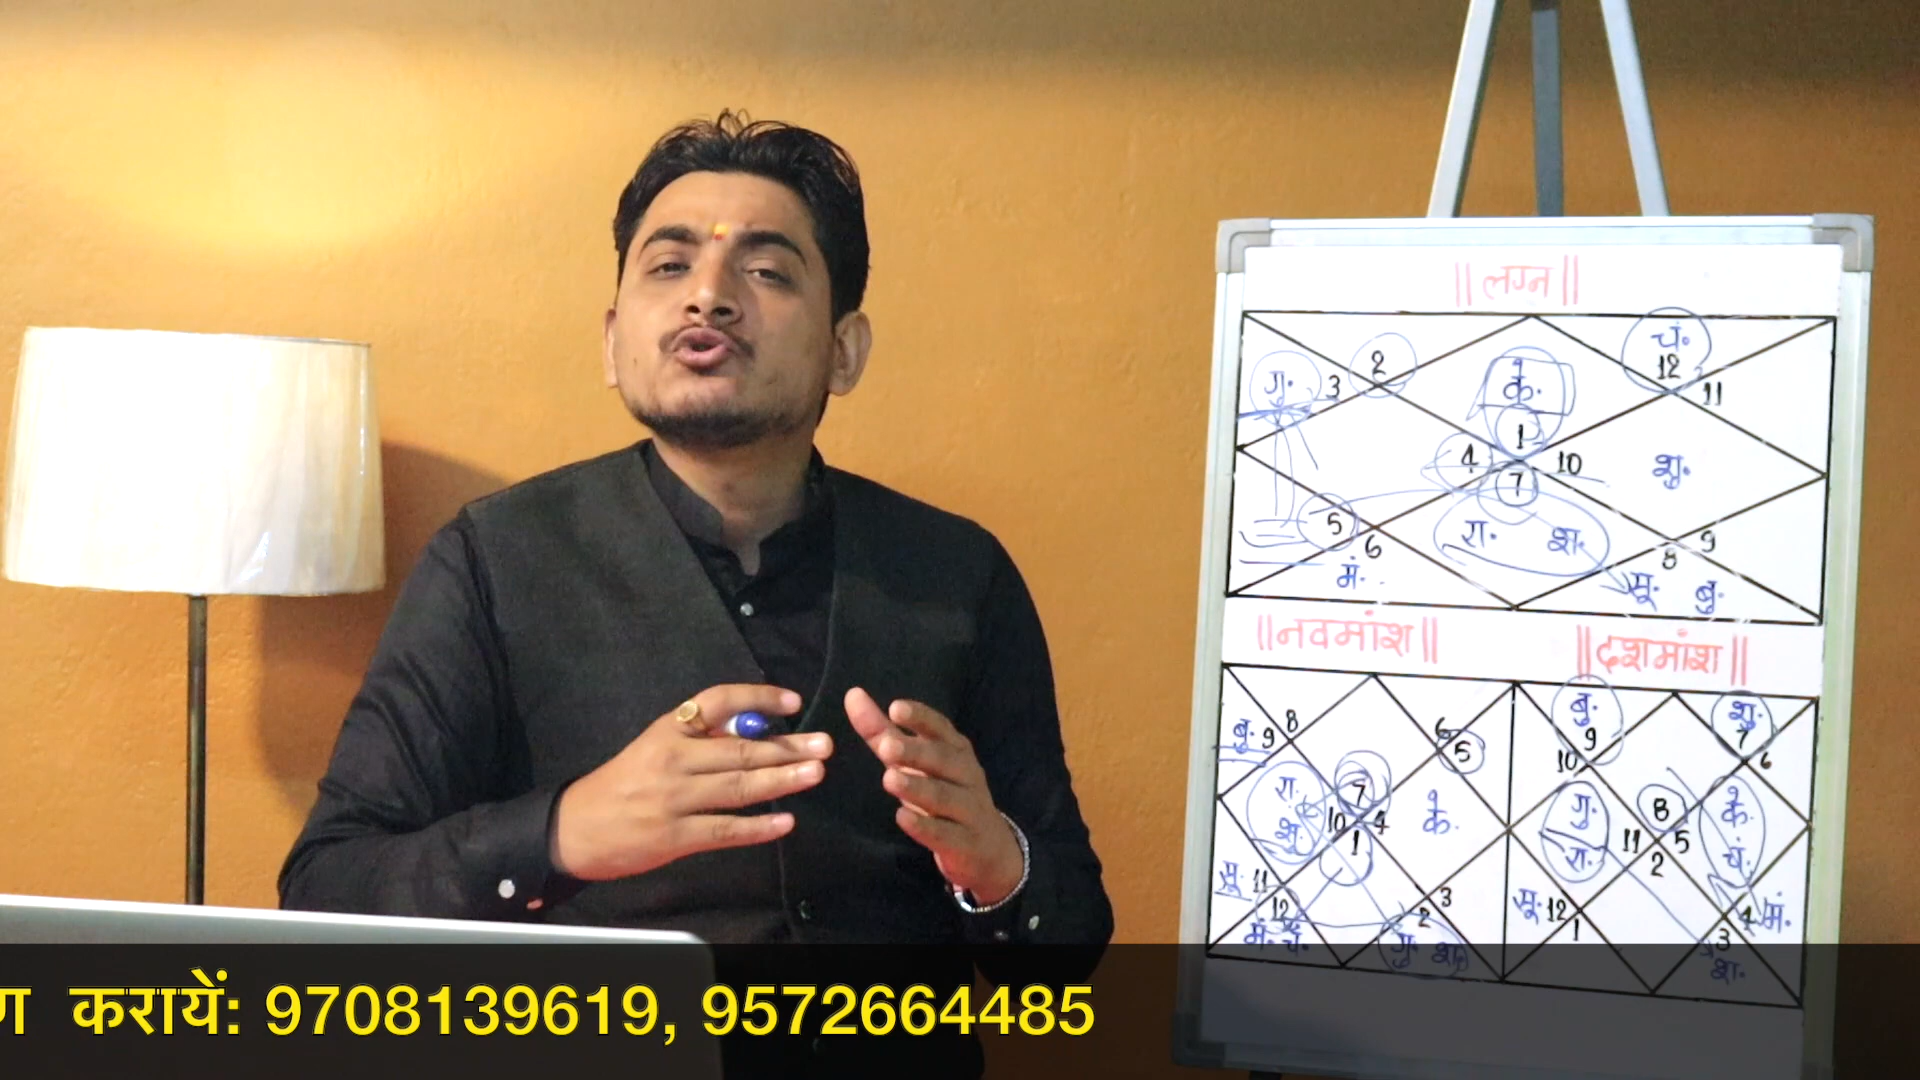 ||लग्न||
चं.
12
2
के.
गु. 3
11
1
4
10
शु.
7
5
रा. श.
9
6
8
मं.
सू. बु.
||नवमांश||
||दशमांश||
बु.
शु.
8
6
9
7
बु. 9
5
10
6
रा.
7
के.
गु.
8
के.
10
4
श.
1
11
5
रा.
2
चं.
सू. 11
3
सू. 12
4 मं.
12
2
1
3
मं. चं.
गु.
श.
ण करायें: 9708139619, 9572664485